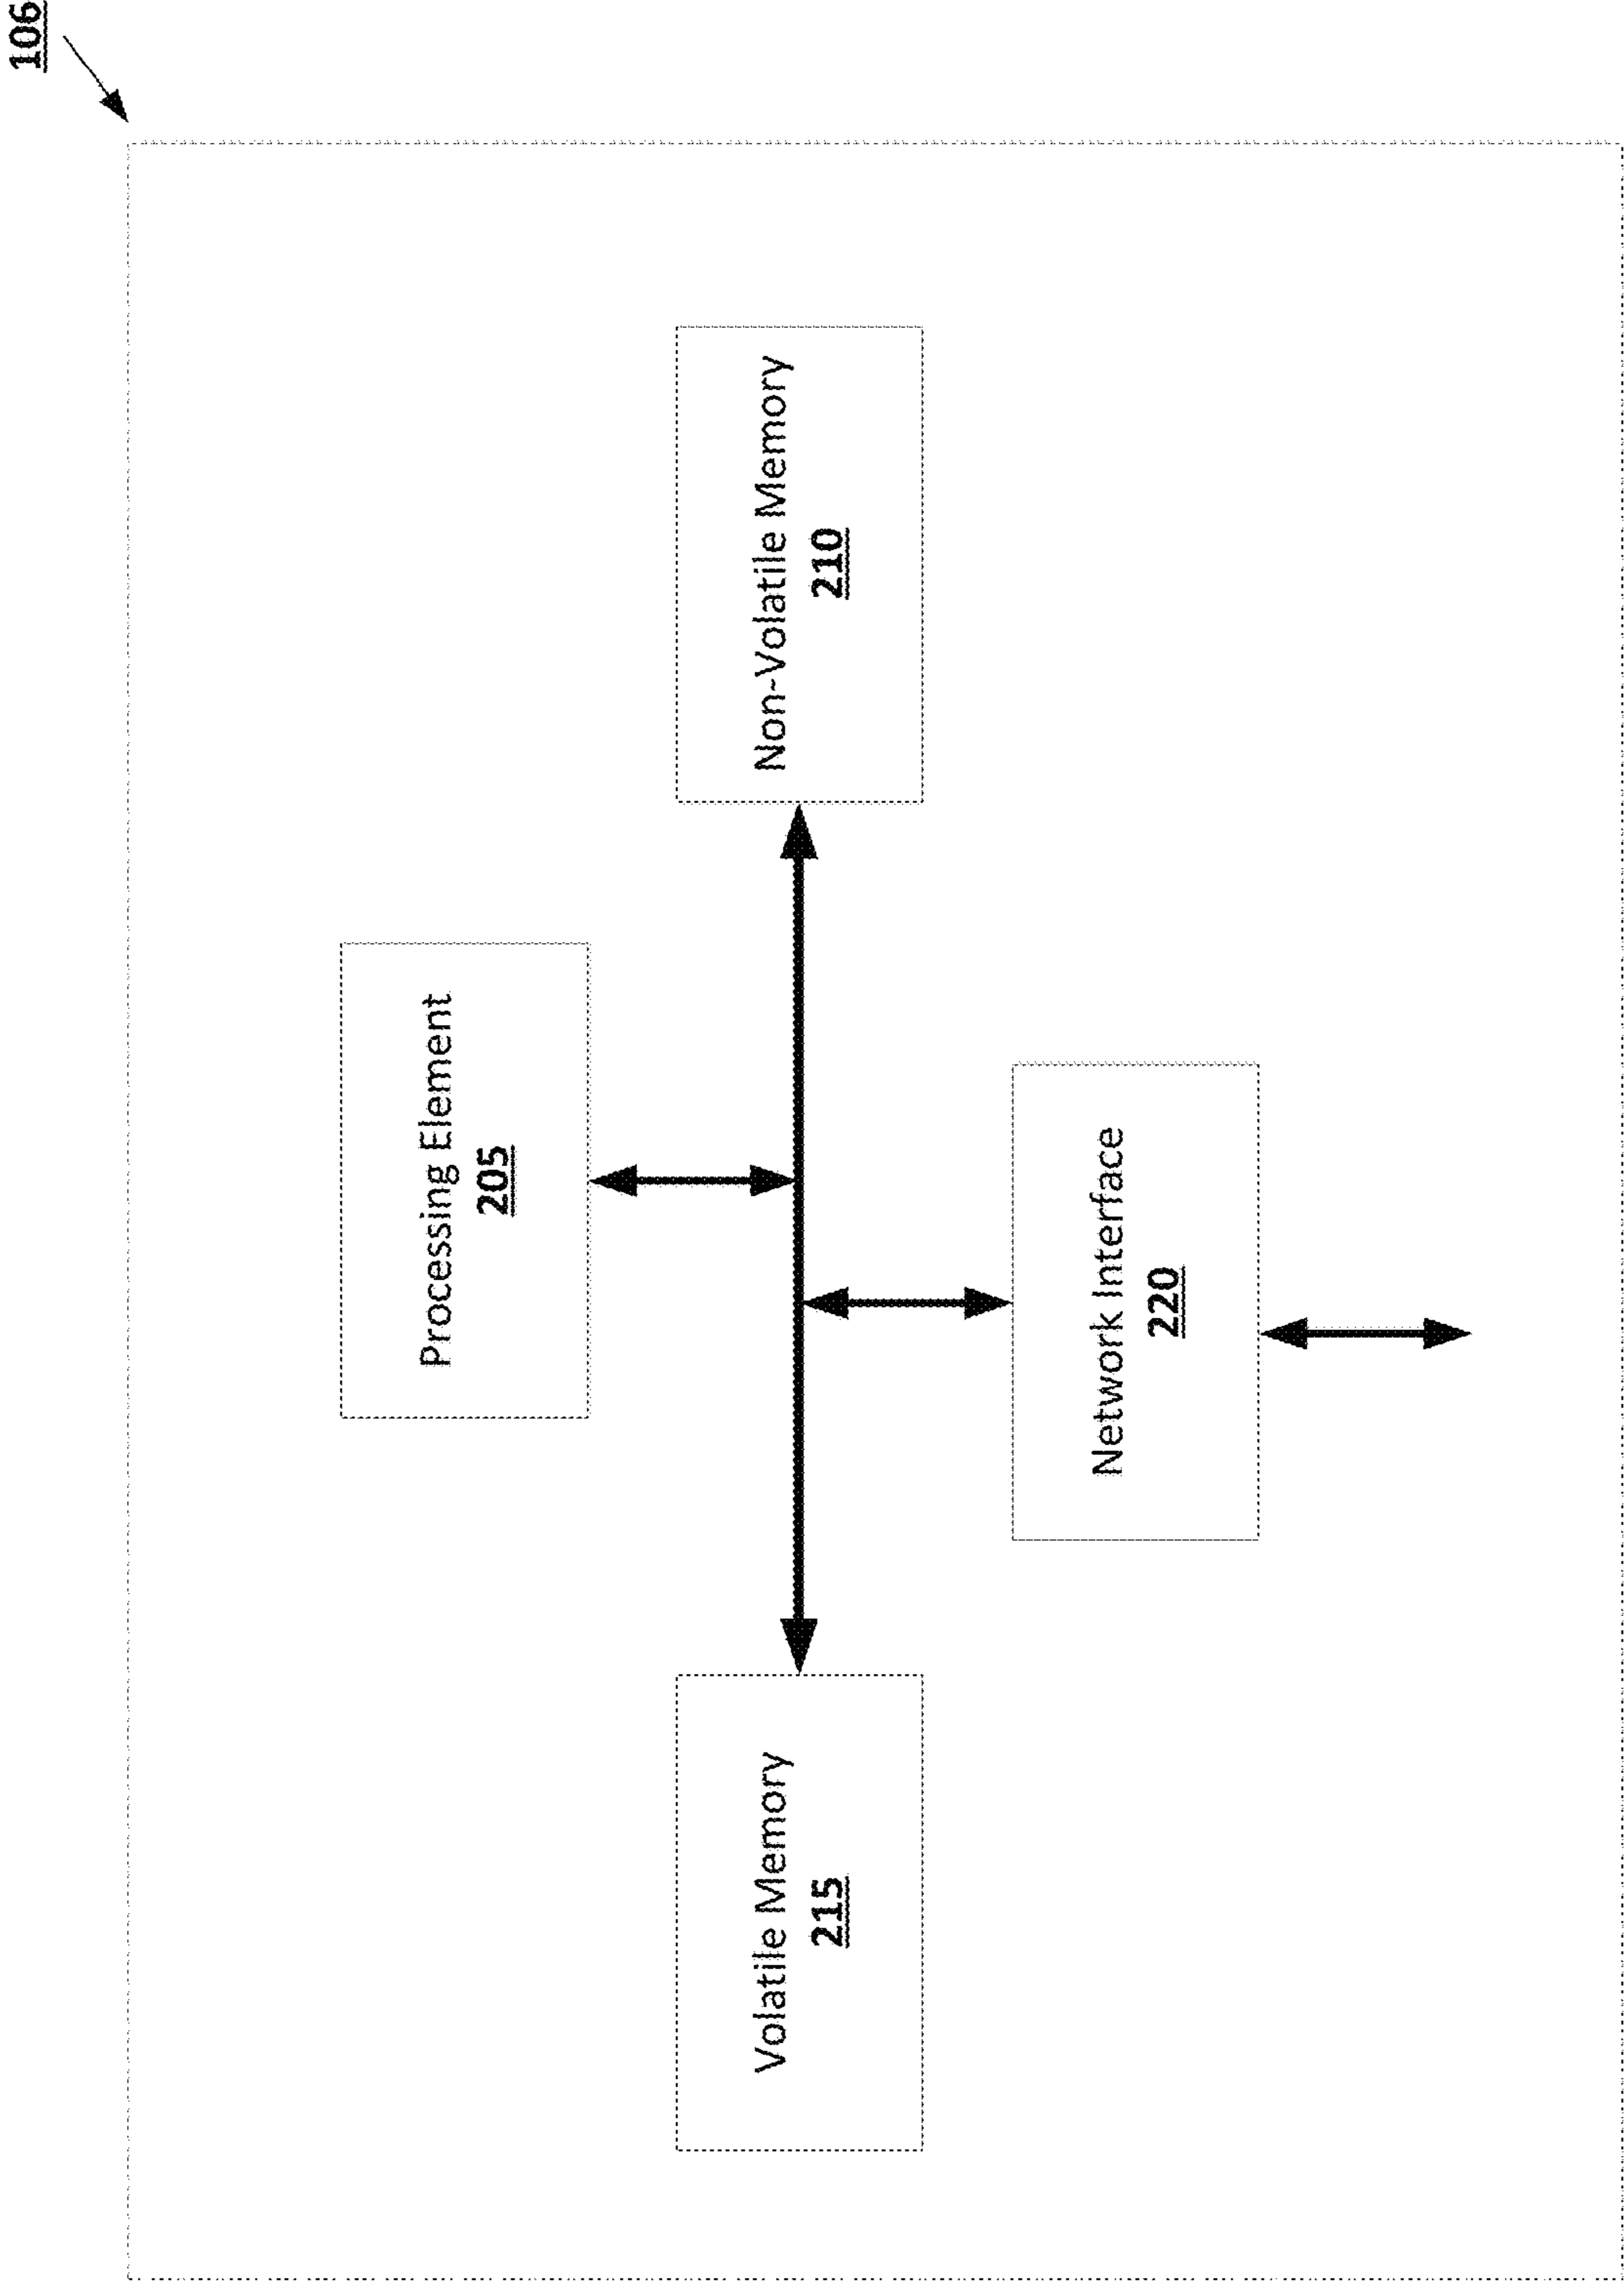 106
Processing Element
205
Volatile Memory
215
Non-Volatile Memory
210
Network Interface
220